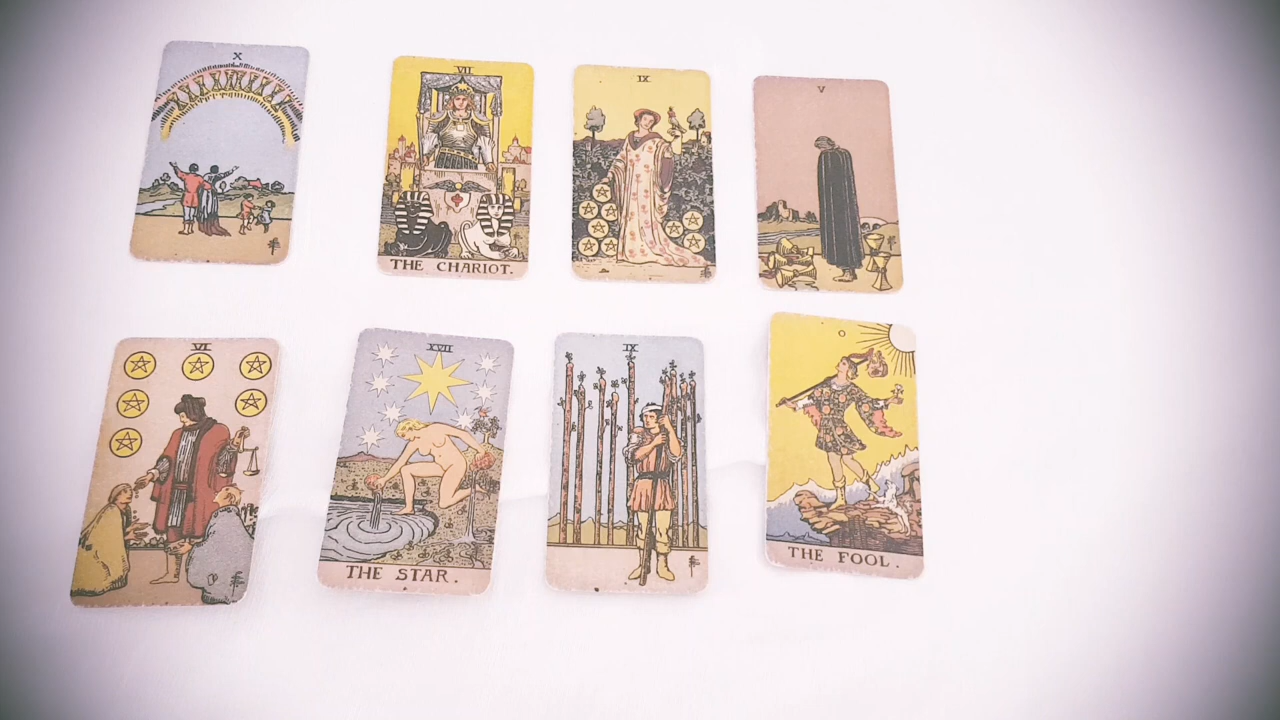 X
VII
THE CHARIOT.
IX
V
VI
XVII
THE STAR.
IX
0
THE FOOL.